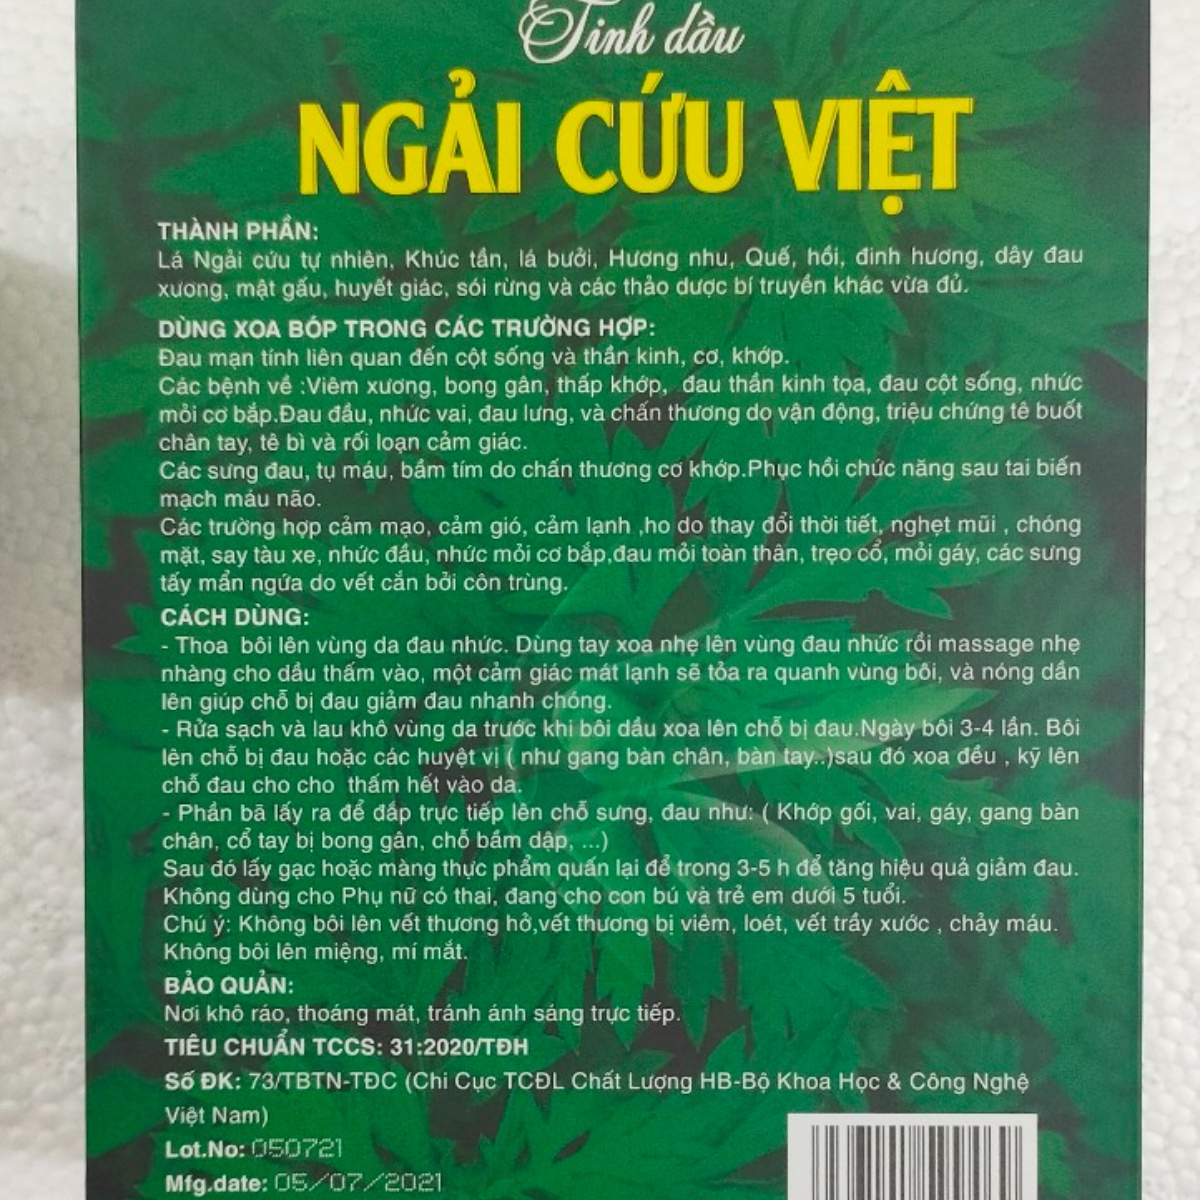 Tinh dầu
NGẢI CỨU VIỆT
THÀNH PHẦN:
Lá Ngải cứu tự nhiên, Khúc tần, lá bưởi, Hương nhu, Quế, hồi, đinh hương, dây đau
xương, mật gấu, huyết giác, sói rừng và các thảo dược bí truyền khác vừa đủ.
DÙNG XOA BÓP TRONG CÁC TRƯỜNG HỢP:
Đau mạn tính liên quan đến cột sống và thần kinh, cơ, khớp.
Các bệnh về :Viêm xương, bong gân, thấp khớp, đau thần kinh tọa, đau cột sống, nhức
mỏi cơ bắp.Đau đầu, nhức vai, đau lưng, và chấn thương do vận động, triệu chứng tê buốt
chân tay, tê bì và rối loạn cảm giác.
Các sưng đau, tụ máu, bầm tím do chấn thương cơ khớp.Phục hồi chức năng sau tai biến
mạch máu não.
Các trường hợp cảm mạo, cảm gió, cảm lạnh ,ho do thay đổi thời tiết, nghẹt mũi , chóng
mặt, say tàu xe, nhức đầu, nhức mỏi cơ bắp,đau mỏi toàn thân, trẹo cổ, mỏi gáy, các sưng
tấy mẩn ngứa do vết cắn bởi côn trùng.
CÁCH DÙNG:
- Thoa bôi lên vùng da đau nhức. Dùng tay xoa nhẹ lên vùng đau nhức rồi massage nhẹ
nhàng cho dầu thấm vào, một cảm giác mát lạnh sẽ tỏa ra quanh vùng bôi, và nóng dần
lên giúp chỗ bị đau giảm đau nhanh chóng.
- Rửa sạch và lau khô vùng da trước khi bôi dầu xoa lên chỗ bị đau.Ngày bôi 3-4 lần. Bôi
lên chỗ bị đau hoặc các huyệt vị ( như gang bàn chân, bàn tay..)sau đó xoa đều , kỹ lên
chỗ đau cho cho thấm hết vào da.
- Phần bã lấy ra để đắp trực tiếp lên chỗ sưng, đau như: ( Khớp gối, vai, gáy, gang bàn
chân, cổ tay bị bong gân, chỗ bầm dập, ...)
Sau đó lấy gạc hoặc màng thực phẩm quấn lại để trong 3-5 h để tăng hiệu quả giảm đau.
Không dùng cho Phụ nữ có thai, đang cho con bú và trẻ em dưới 5 tuổi.
Chú ý: Không bôi lên vết thương hở,vết thương bị viêm, loét, vết trầy xước , chảy máu.
Không bôi lên miệng, mí mắt.
BẢO QUẢN:
Nơi khô ráo, thoáng mát, tránh ánh sáng trực tiếp.
TIÊU CHUẨN TCCS: 31:2020/TĐH
Số ĐK: 73/TBTN-TĐC (Chi Cục TCĐL Chất Lượng HB-Bộ Khoa Học & Công Nghệ
Việt Nam)
Lot.No: 050721
Mfg.date: 05/07/2021